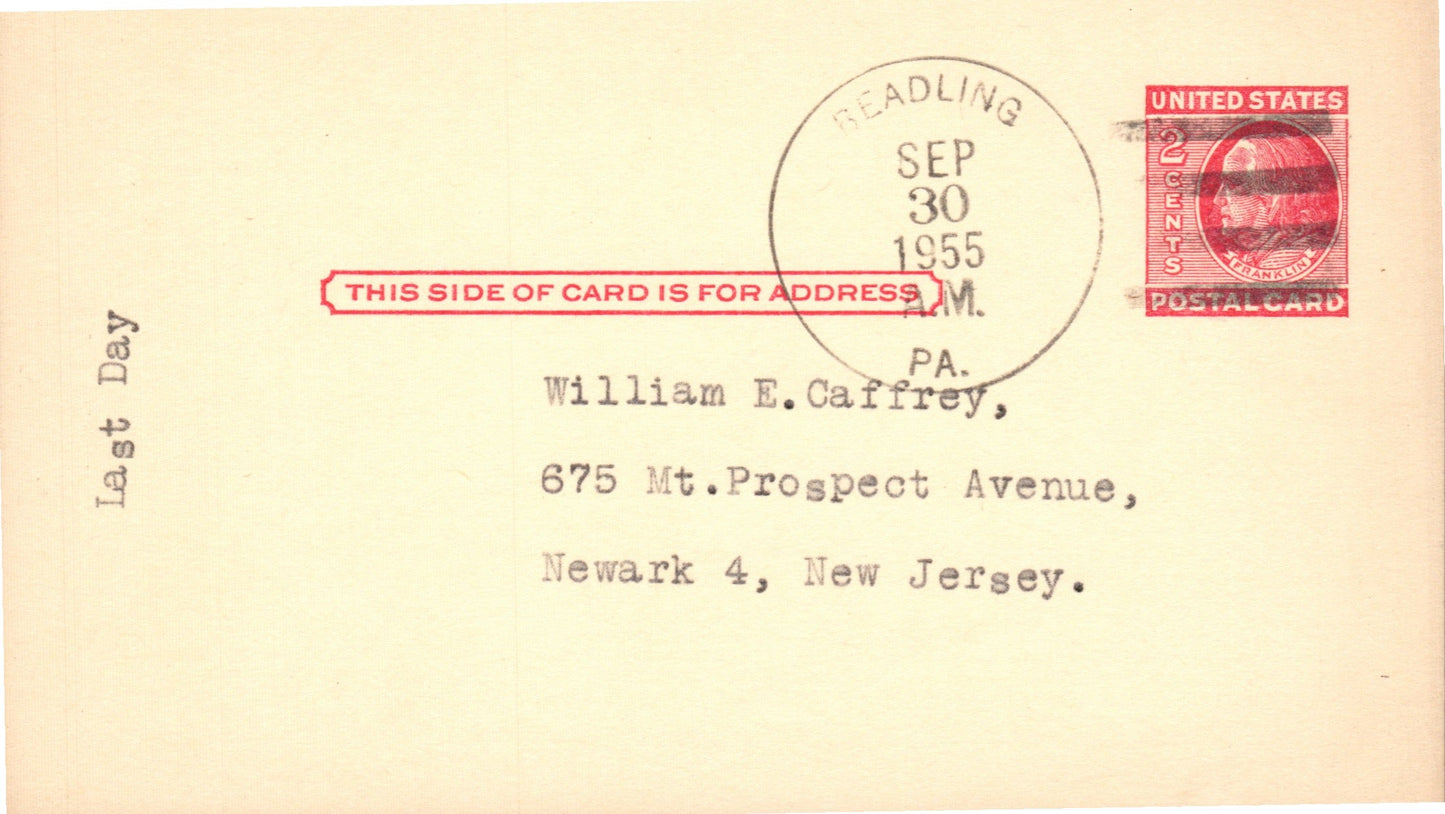 BEADLING
SEP
30
1955
A.M.
PA.
UNITED STATES
2
CENTS
FRANKLIN
POSTAL CARD
THIS SIDE OF CARD IS FOR ADDRESS
Last Day
William E.Caffrey,
675 Mt.Prospect Avenue,
Newark 4, New Jersey.